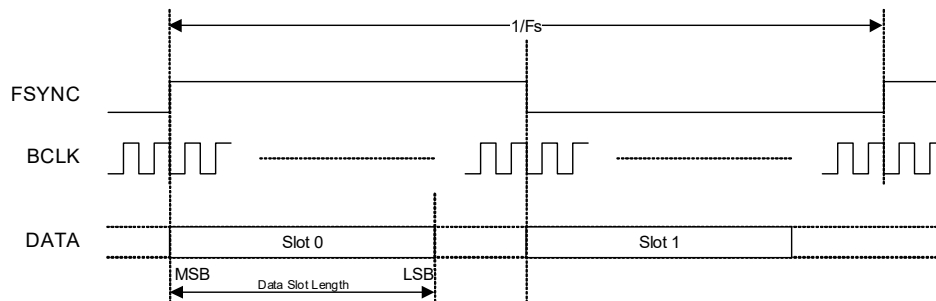 1/Fs
FSYNC
BCLK
DATA
Slot 0
Slot 1
MSB
LSB
Data Slot Length